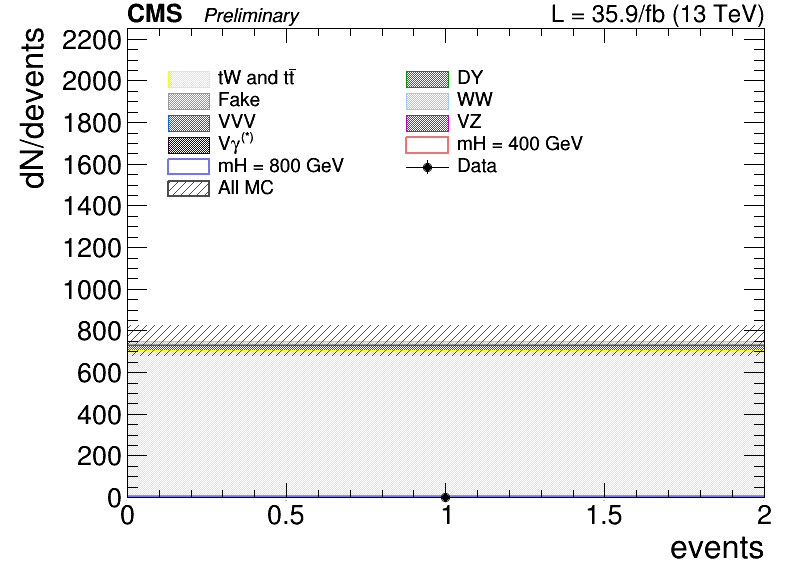 CMS Preliminary L = 35.9/fb (13 TeV)
dN/devents
2200
2000
1800
1600
1400
1200
1000
800
600
400
200
0
tW and tt̄ DY
Fake WW
VVV VZ
Vγ(*) mH = 400 GeV
mH = 800 GeV Data
All MC
0 0.5 1 1.5 2
events